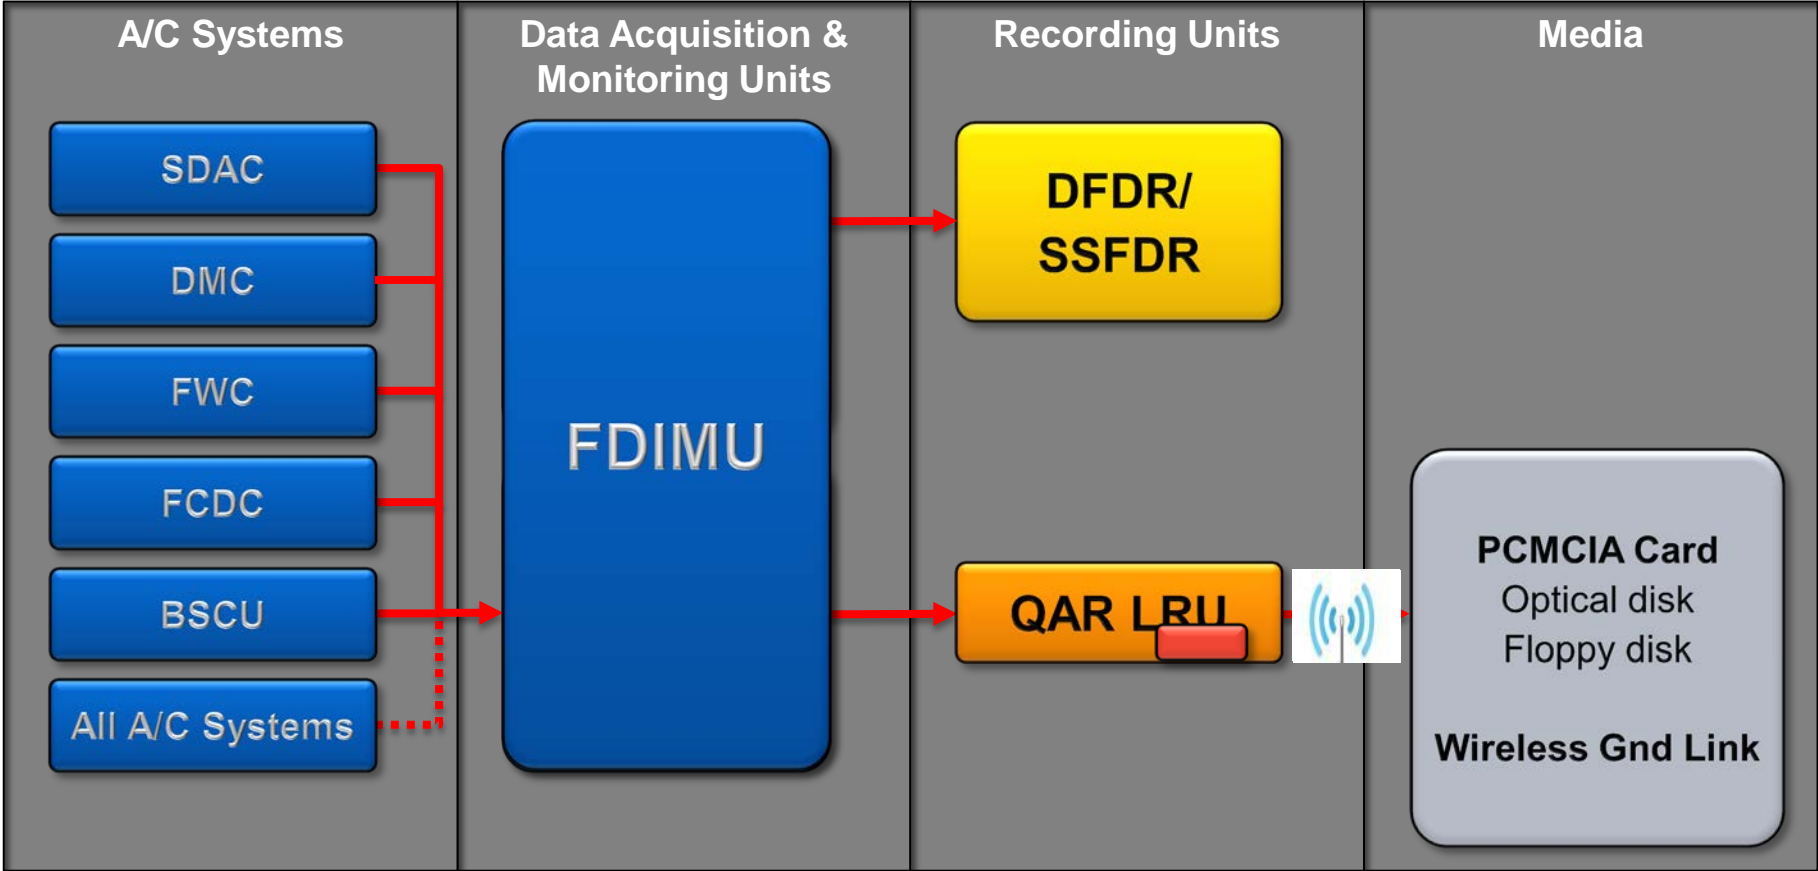 A/C Systems
Data Acquisition &
Monitoring Units
Recording Units
Media
SDAC
DMC
FWC
FCDC
BSCU
All A/C Systems
FDIMU
DFDR/
SSFDR
QAR LRU
PCMCIA Card
Optical disk
Floppy disk
Wireless Gnd Link